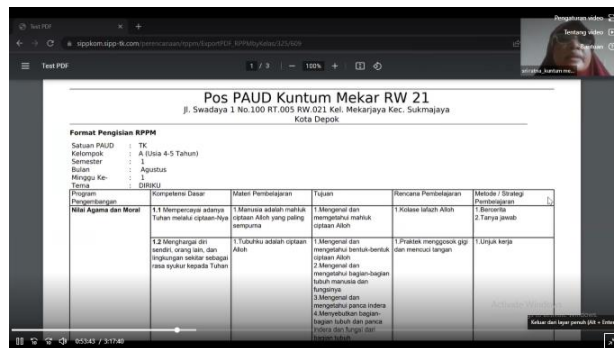 Test PDF
sippkom.sipp-tk.com/perencanaan/rppm/ExportPDF_RPPMbyKelas/325/609
Pengaturan video
Tentang video
Bantuan
Test PDF
1 / 3
100%
Pos PAUD Kuntum Mekar RW 21
Jl. Swadaya 1 No.100 RT.005 RW.021 Kel. Mekarjaya Kec. Sukmajaya
Kota Depok
Format Pengisian RPPM
Satuan PAUD : TK
Kelompok : A (Usia 4-5 Tahun)
Semester : 1
Bulan : Agustus
Minggu Ke- : 1
Tema : DIRIKU
Program Pengembangan
Kompetensi Dasar
Materi Pembelajaran
Tujuan
Rencana Pembelajaran
Metode / Strategi Pembelajaran
Nilai Agama dan Moral
1.1 Mempercayai adanya
Tuhan melalui ciptaan-Nya
1.Manusia adalah mahluk
ciptaan Alloh yang paling
sempurna
1.Mengenal dan
memgetahui mahluk
ciptaan Alloh
1.Kolase lafazh Alloh
1.Bercerita
2.Tanya jawab
1.2 Menghargai diri
sendiri, orang lain, dan
lingkungan sekitar sebagai
rasa syukur kepada Tuhan
1.Tubuhku adalah ciptaan
Alloh
1.Mengenal dan
mengetahui bentuk-bentuk
ciptaan Alloh
2.Mengenal dan
mengetahui bagian-bagian
tubuh manusia dan
fungsinya
3.Mengenal dan
mengetahui panca indera
4.Menyebutkan bagian-
bagian tubuh dan panca
indera dan fungsi dari
bagian tubuh
1.Praktek menggosok gigi
dan mencuci tangan
1.Unjuk kerja
Activate Windows
Keluar dari layar penuh (Alt + Enter)
0:53:43 / 3:17:40